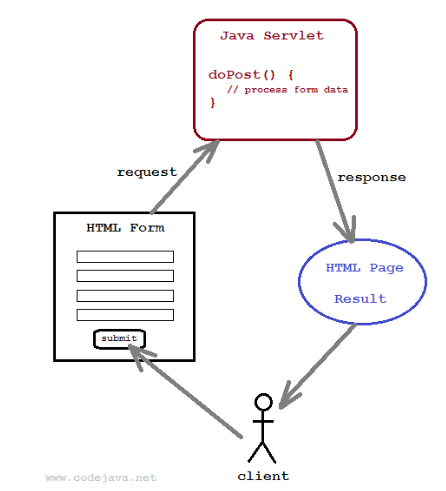 Java Servlet
doPost() {
// process form data
}
request
response
HTML Form
submit
HTML Page
Result
client
www.codejava.net